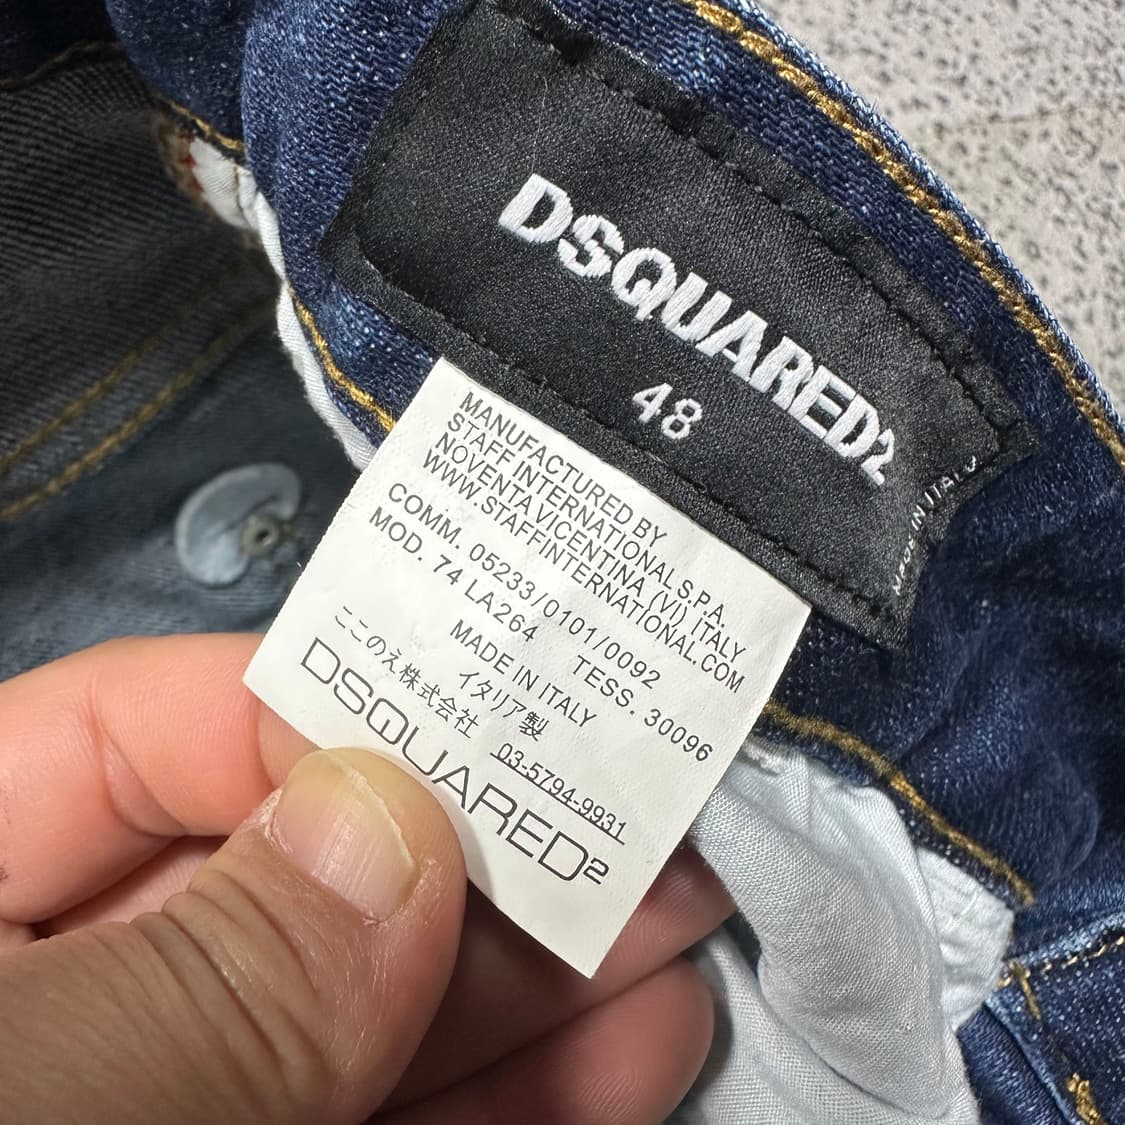 DSQUARED2
48
MADE IN ITALY
MANUFACTURED BY
STAFF INTERNATIONAL S.P.A.
NOVENTA VICENTINA (VI) ITALY
WWW.STAFFINTERNATIONAL.COM
COMM. 05233/0101/0092
MOD. 74 LA264 TESS. 30096
MADE IN ITALY
イタリア製
ここのえ株式会社 03-5794-9931
DSQUARED2